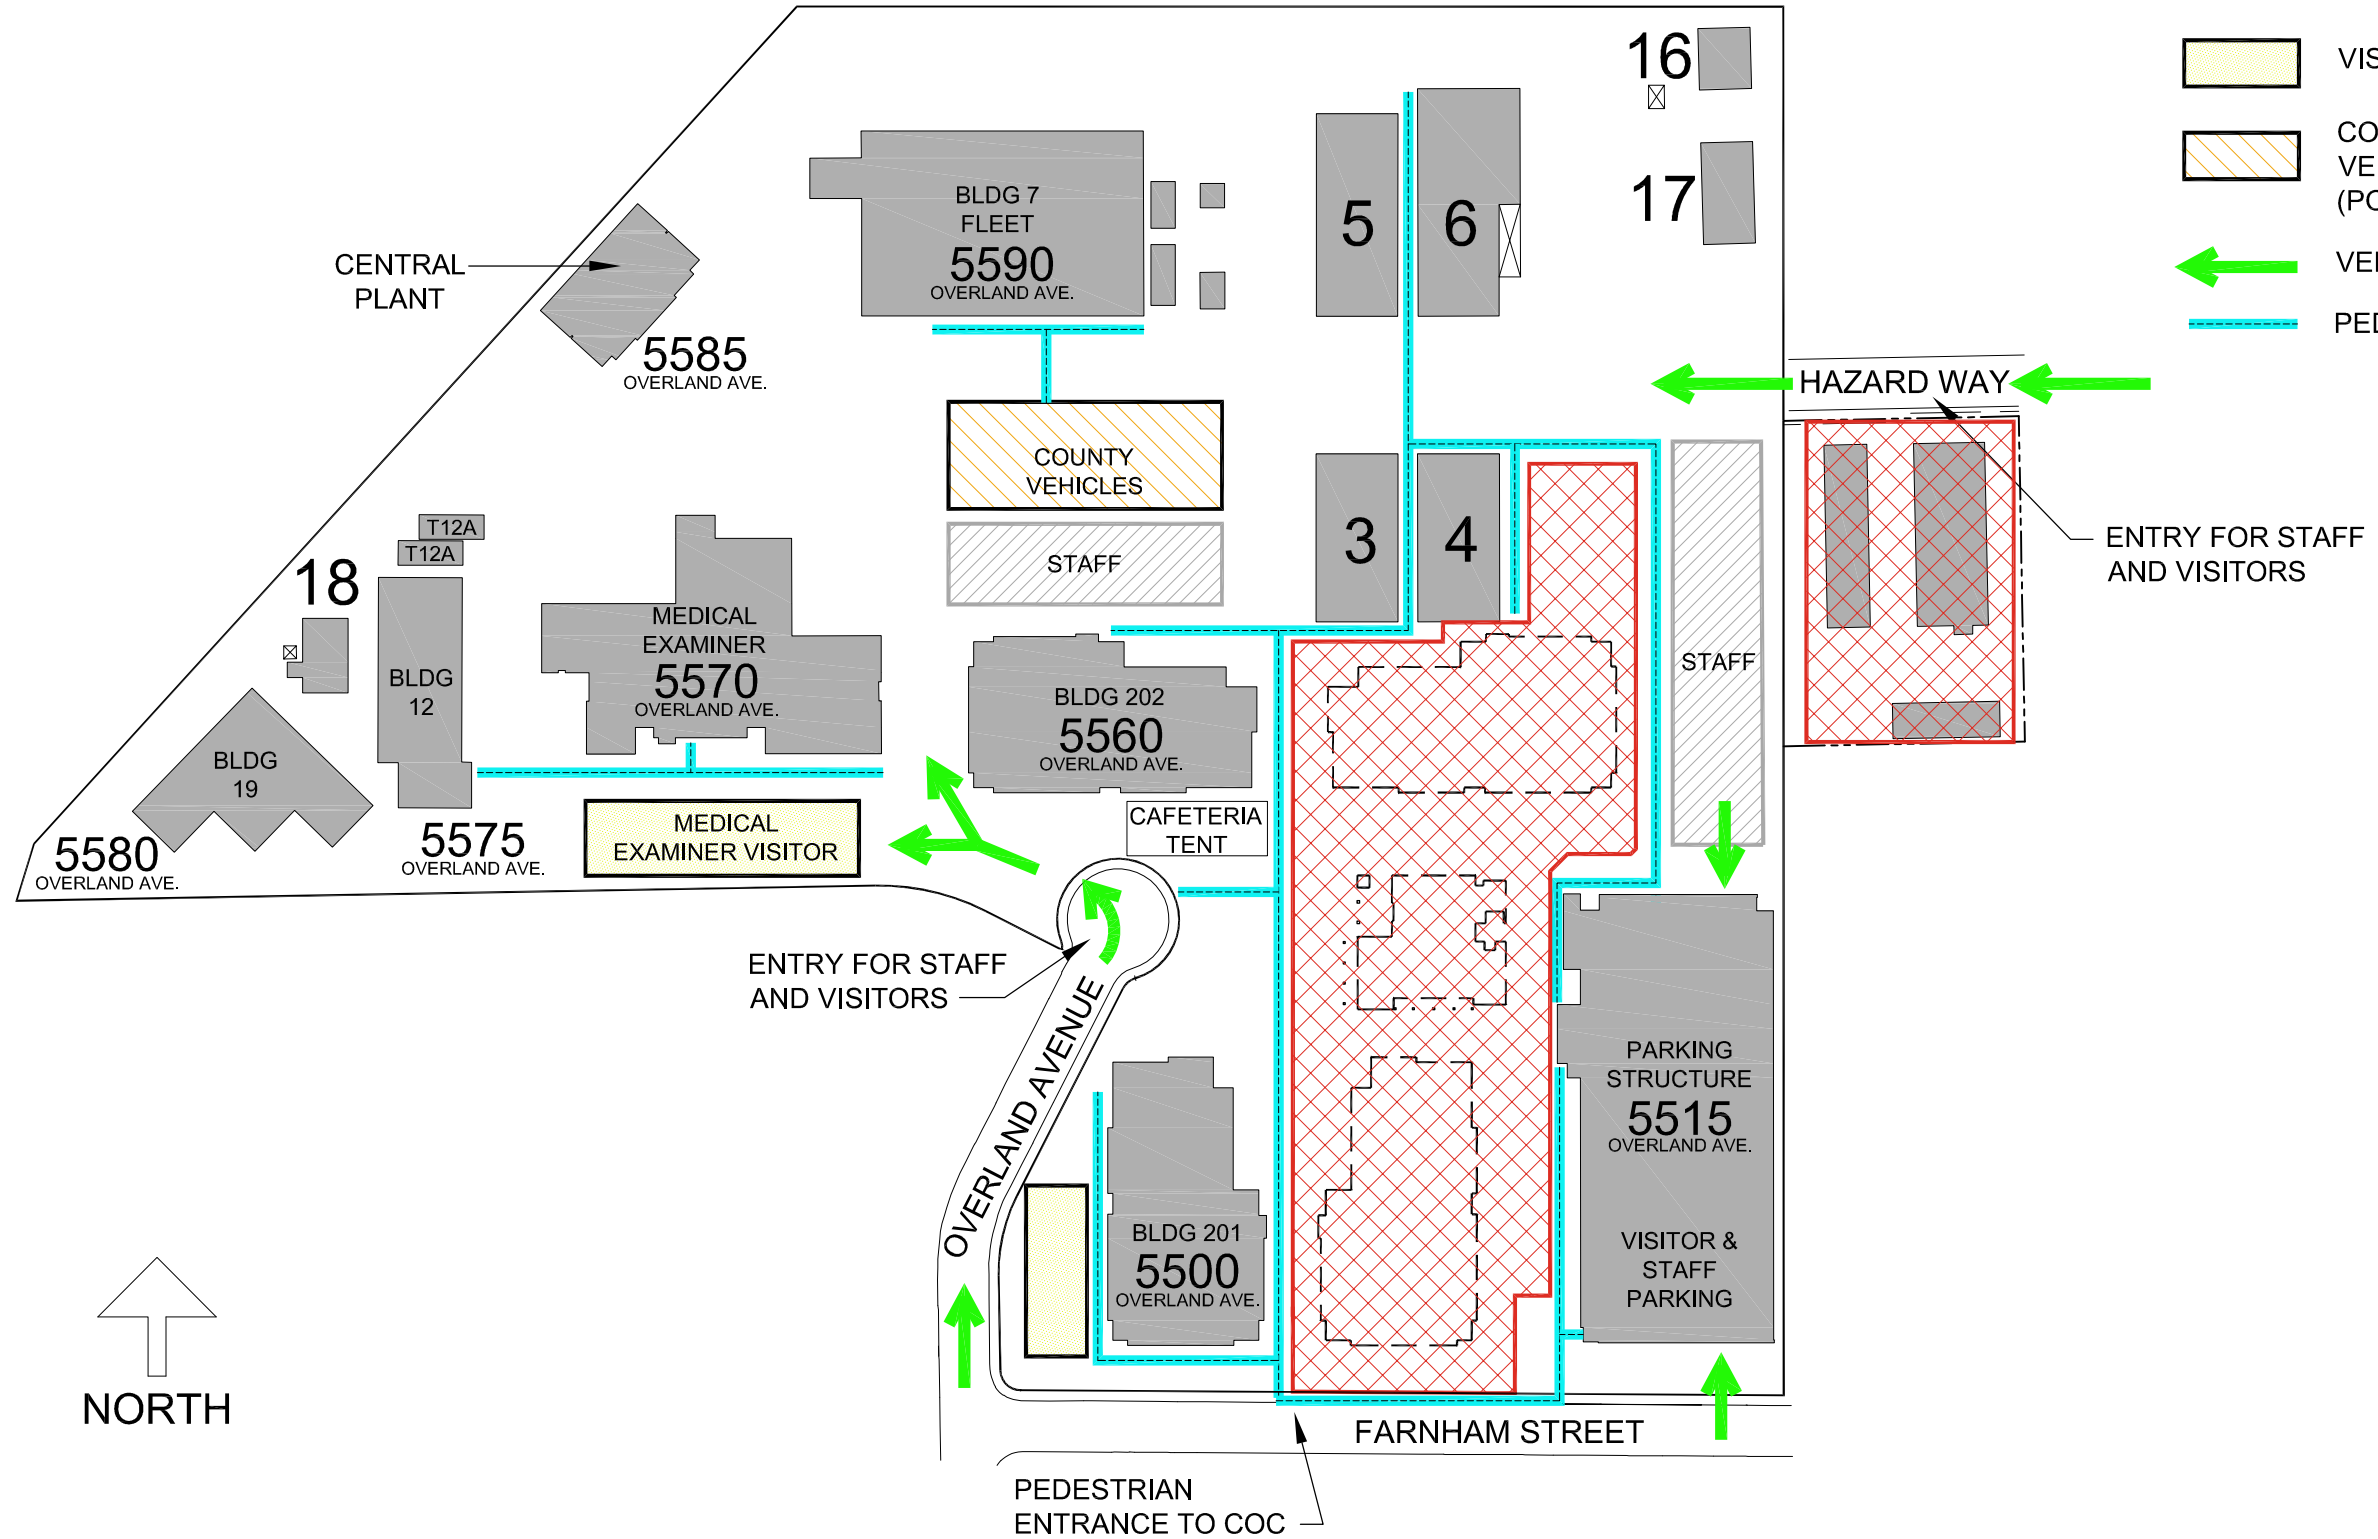 16
VIS
CO
VE
(PO
VE
PED
BLDG 7
FLEET
5590
OVERLAND AVE.
5
6
17
CENTRAL
PLANT
5585
OVERLAND AVE.
HAZARD WAY
COUNTY
VEHICLES
STAFF
3
4
ENTRY FOR STAFF
AND VISITORS
T12A
T12A
18
BLDG
12
MEDICAL
EXAMINER
5570
OVERLAND AVE.
BLDG 202
5560
OVERLAND AVE.
STAFF
BLDG
19
5580
OVERLAND AVE.
5575
OVERLAND AVE.
MEDICAL
EXAMINER VISITOR
CAFETERIA
TENT
ENTRY FOR STAFF
AND VISITORS
OVERLAND AVENUE
PARKING
STRUCTURE
5515
OVERLAND AVE.
VISITOR &
STAFF
PARKING
BLDG 201
5500
OVERLAND AVE.
NORTH
FARNHAM STREET
PEDESTRIAN
ENTRANCE TO COC